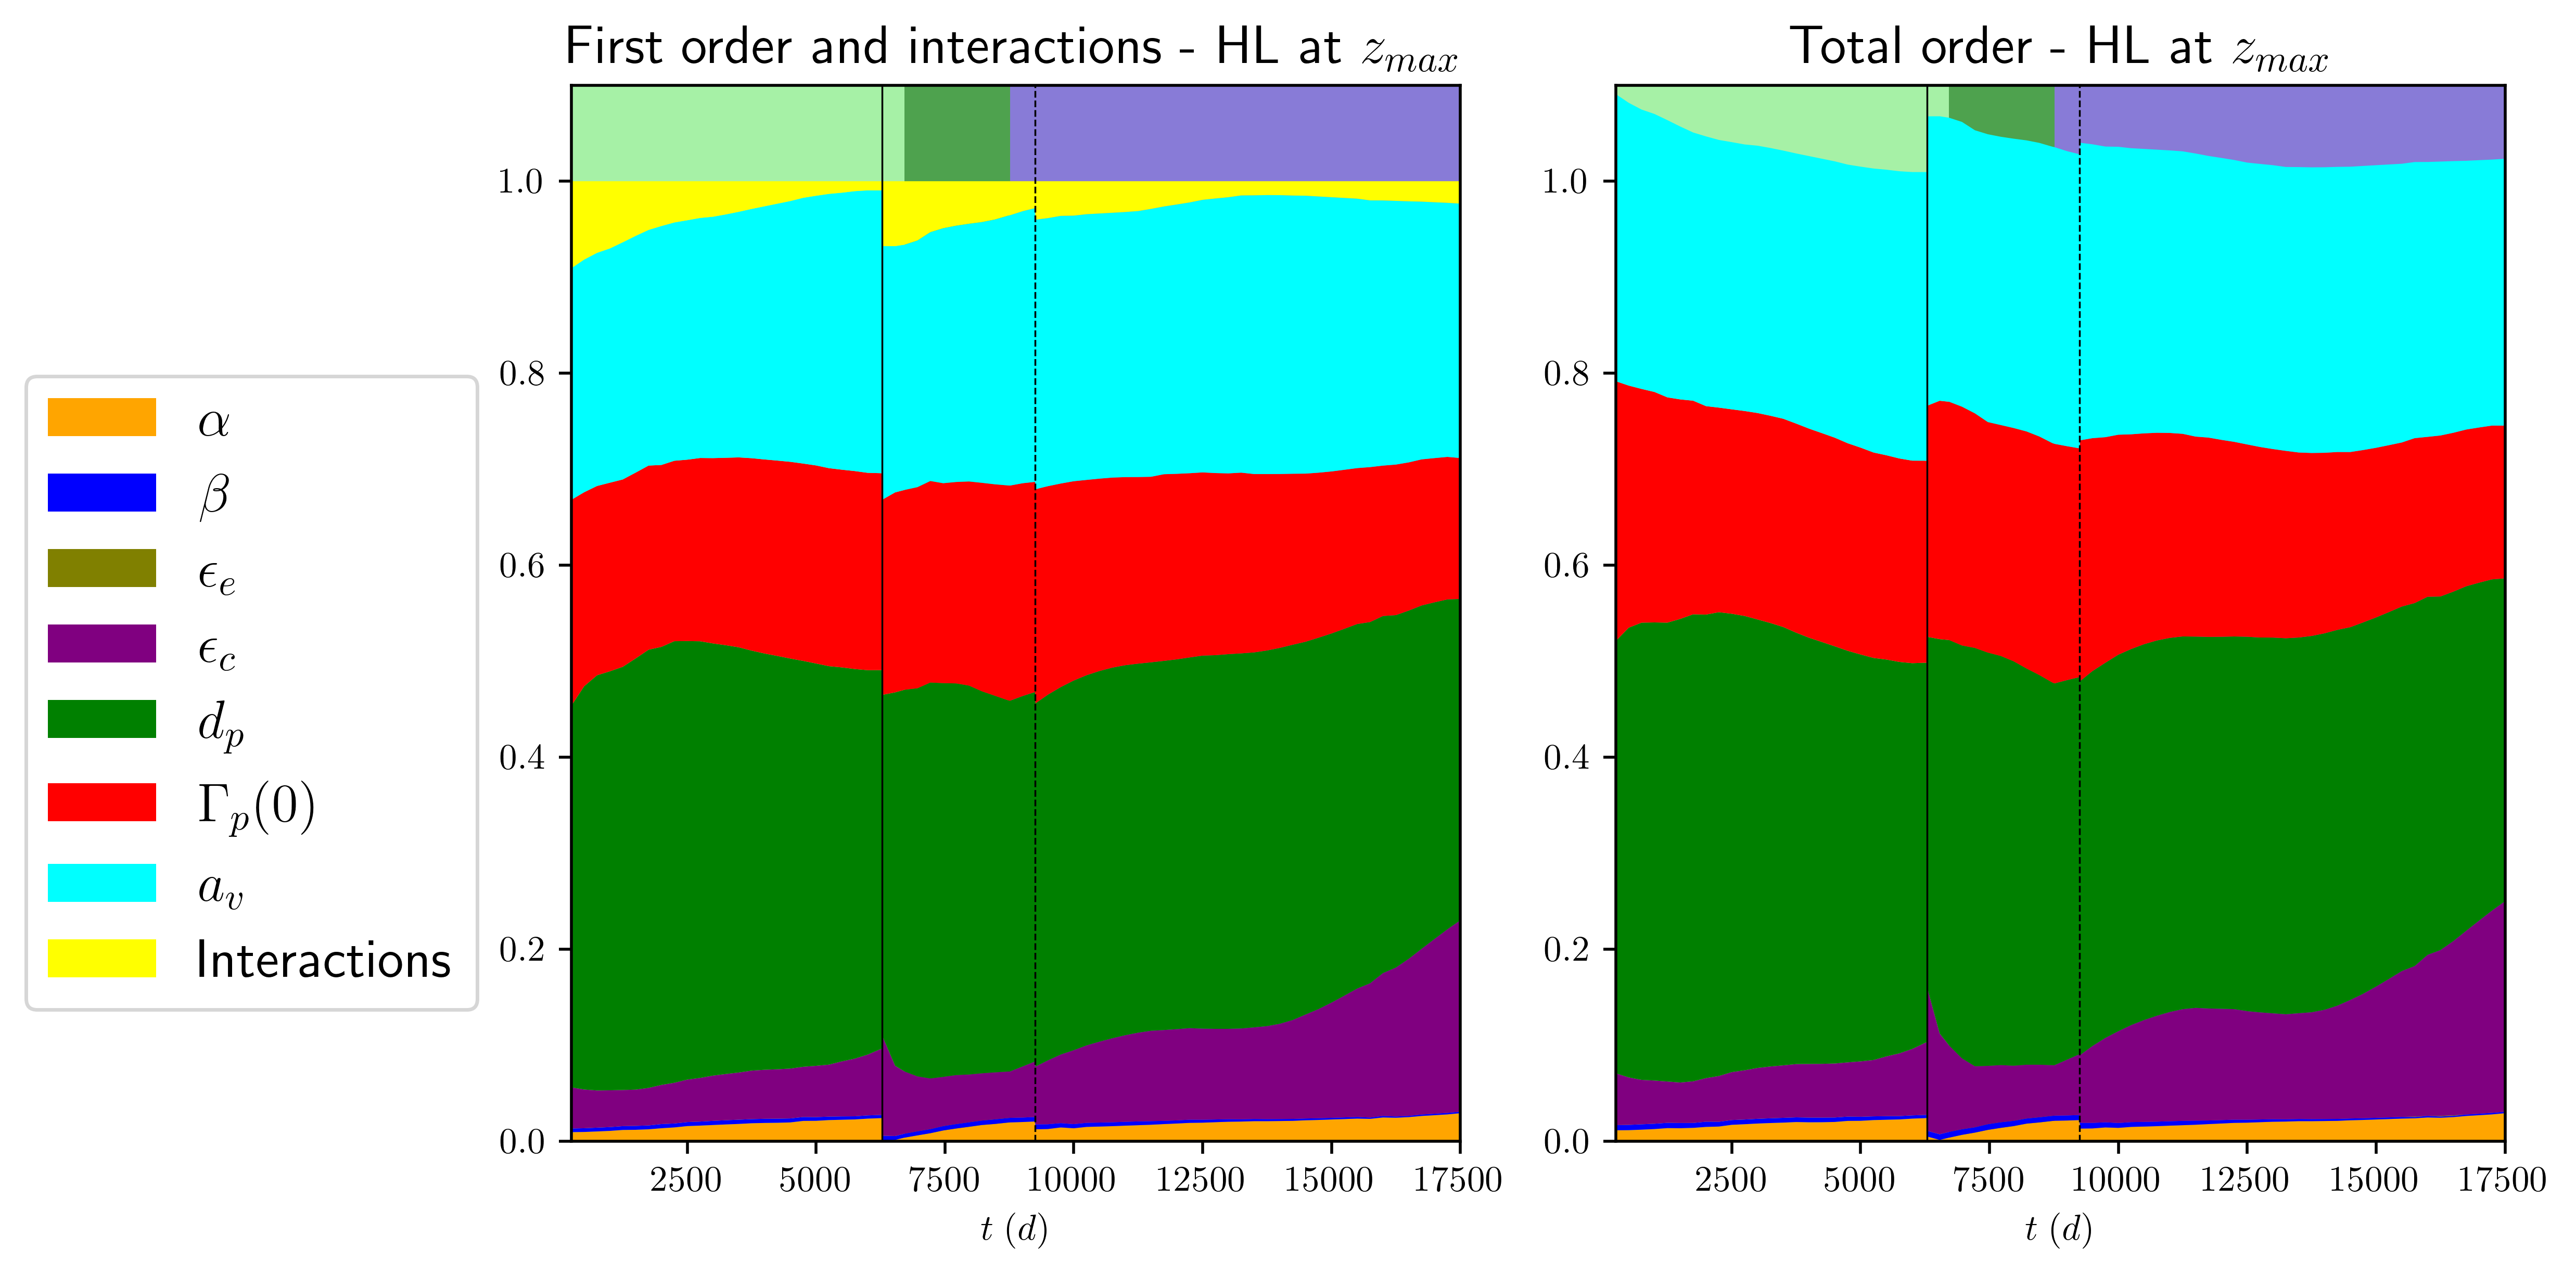 First order and interactions - HL at z_max
Total order - HL at z_max
α
β
ϵ_e
ϵ_c
d_p
Γ_p(0)
a_v
Interactions
1.0
0.8
0.6
0.4
0.2
0.0
2500 5000 7500 10000 12500 15000 17500
t (d)
1.0
0.8
0.6
0.4
0.2
0.0
2500 5000 7500 10000 12500 15000 17500
t (d)